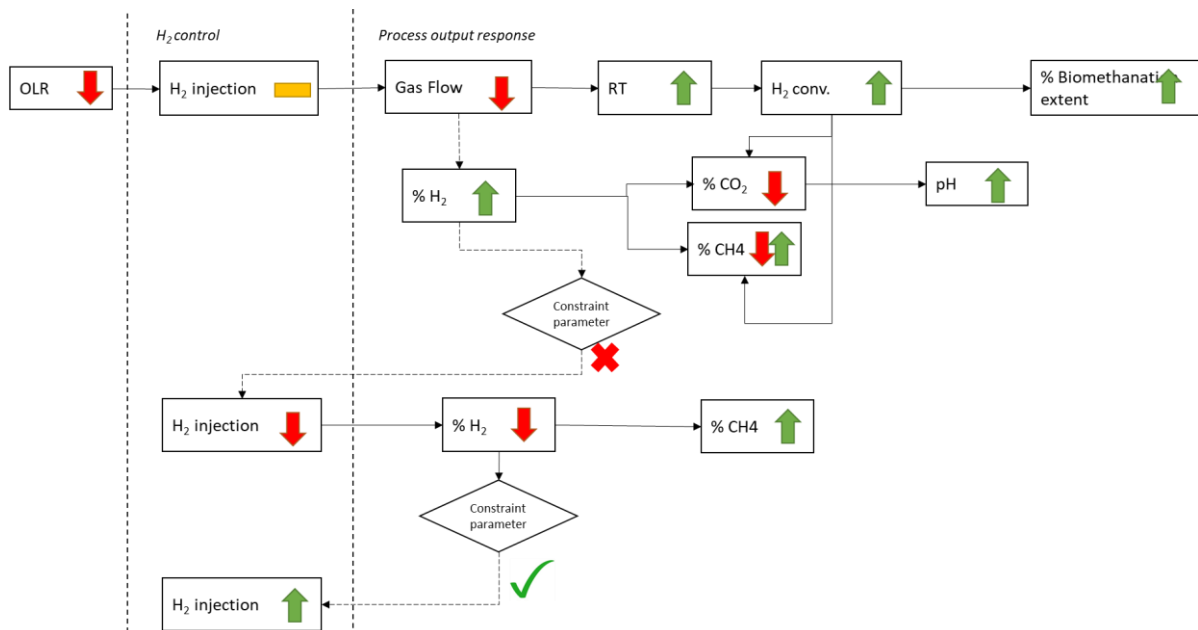 H₂ control
Process output response
OLR
H₂ injection
Gas Flow
RT
H₂ conv.
% Biomethanation
extent
% H₂
% CO₂
pH
% CH4
Constraint
parameter
H₂ injection
% H₂
% CH4
Constraint
parameter
H₂ injection